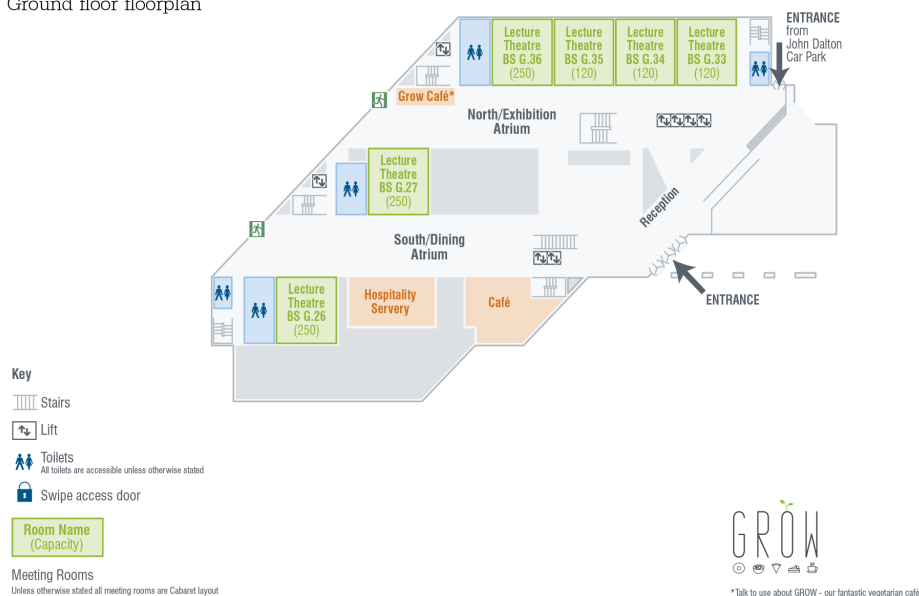 Ground floor floorplan
ENTRANCE
from
John Dalton
Car Park
Lecture
Theatre
BS G.36
(250)
Lecture
Theatre
BS G.35
(120)
Lecture
Theatre
BS G.34
(120)
Lecture
Theatre
BS G.33
(120)
Grow Café*
North/Exhibition
Atrium
Lecture
Theatre
BS G.27
(250)
Reception
South/Dining
Atrium
ENTRANCE
Lecture
Theatre
BS G.26
(250)
Hospitality
Servery
Café
Key
Stairs
Lift
Toilets
All toilets are accessible unless otherwise stated
Swipe access door
Room Name
(Capacity)
Meeting Rooms
Unless otherwise stated all meeting rooms are Cabaret layout
GROW
*Talk to use about GROW - our fantastic vegetarian café